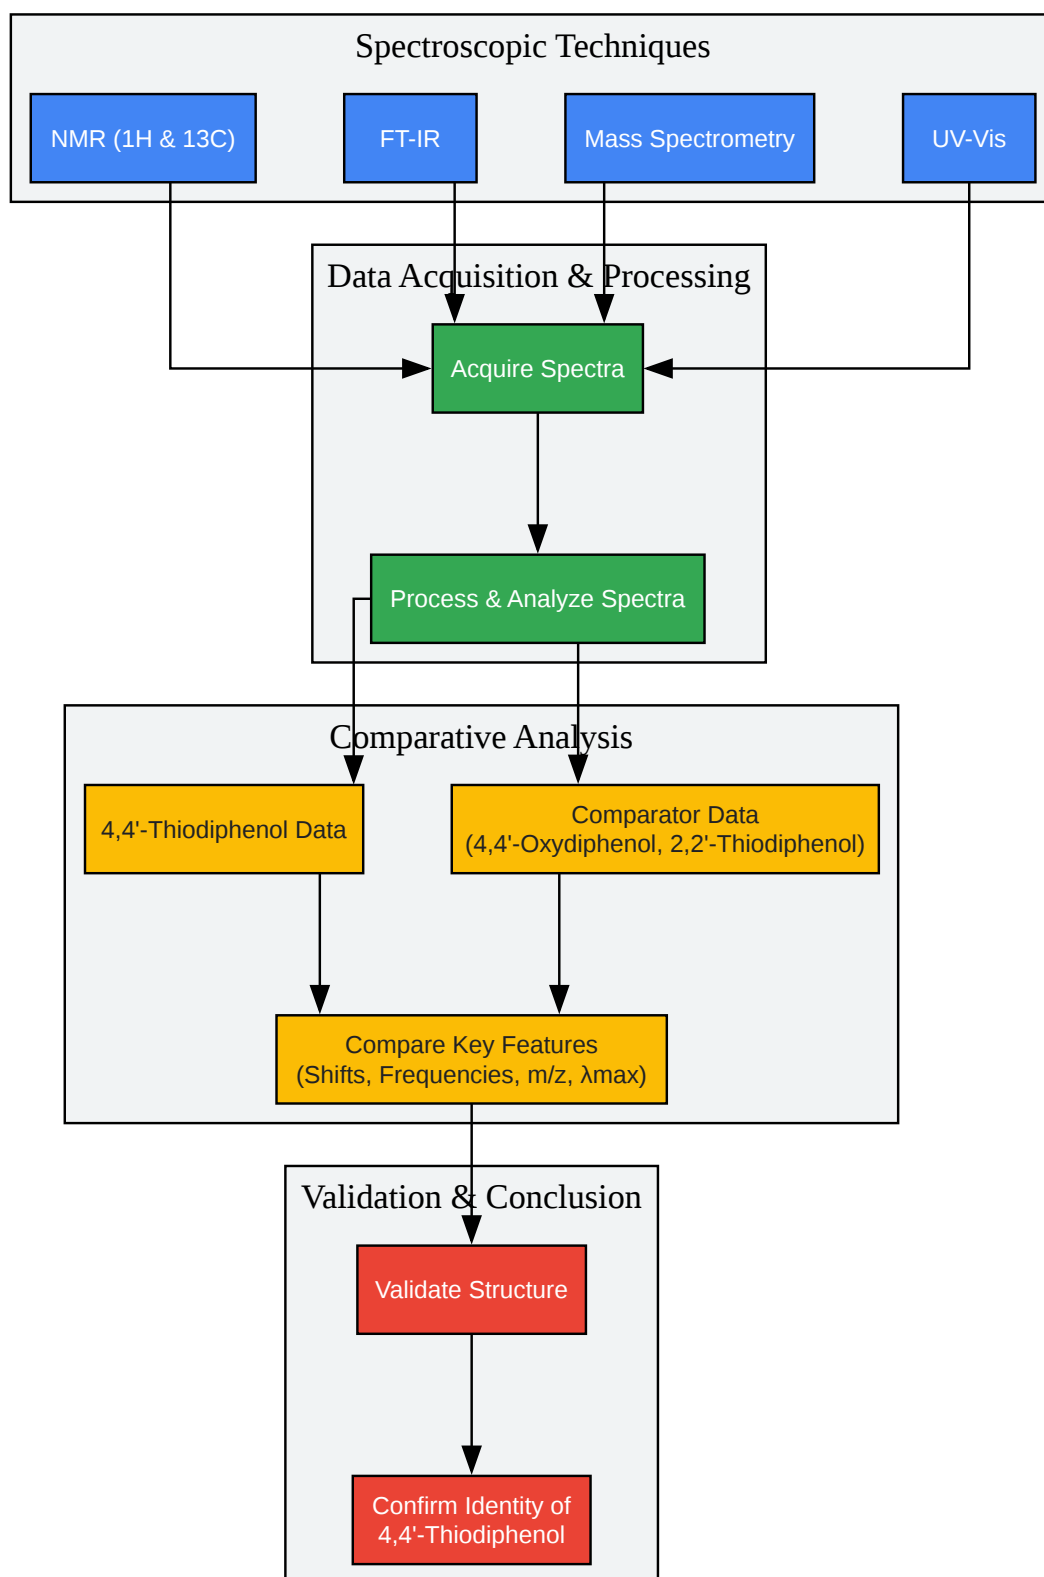 Spectroscopic Techniques
NMR (1H & 13C)
FT-IR
Mass Spectrometry
UV-Vis
Data Acquisition & Processing
Acquire Spectra
Process & Analyze Spectra
Comparative Analysis
4,4'-Thiodiphenol Data
Comparator Data
(4,4'-Oxydiphenol, 2,2'-Thiodiphenol)
Compare Key Features
(Shifts, Frequencies, m/z, λmax)
Validation & Conclusion
Validate Structure
Confirm Identity of
4,4'-Thiodiphenol